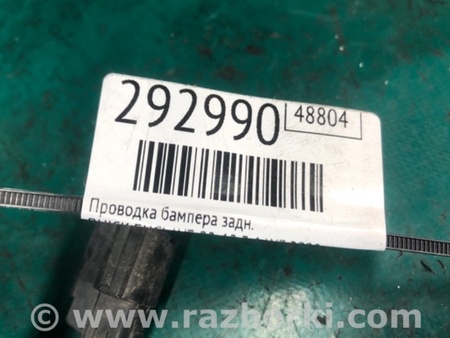 292990 48804
Проводка бампера задн.
www.razborki.com